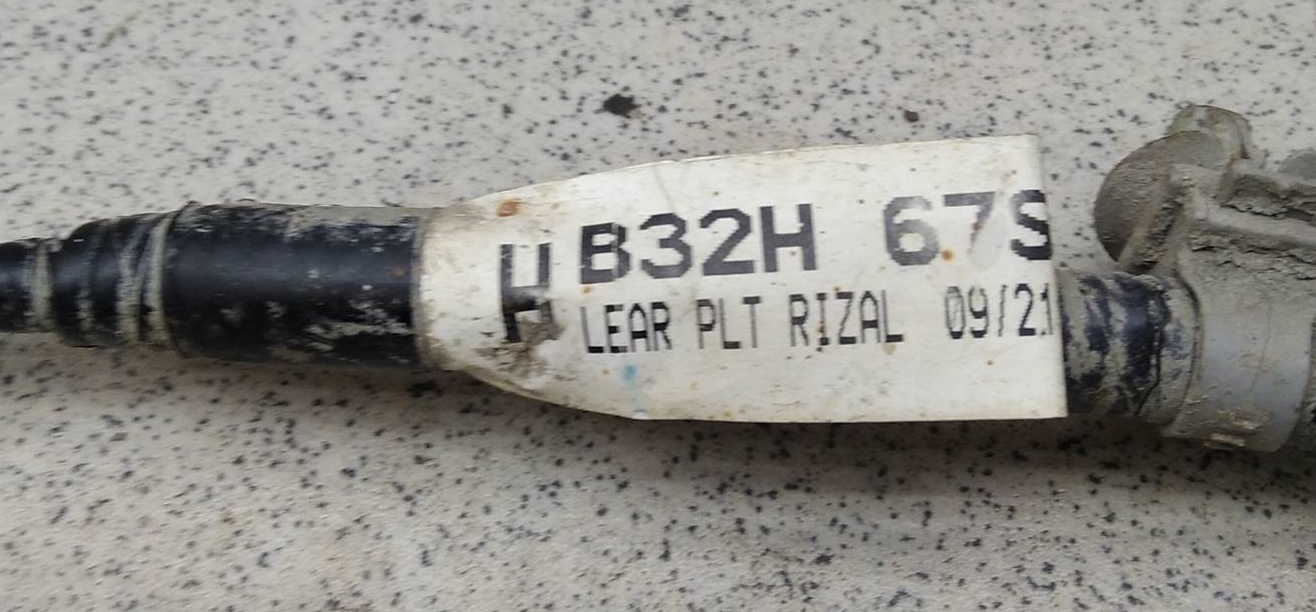 B32H 67S
LEAR PLT RIZAL 09/21